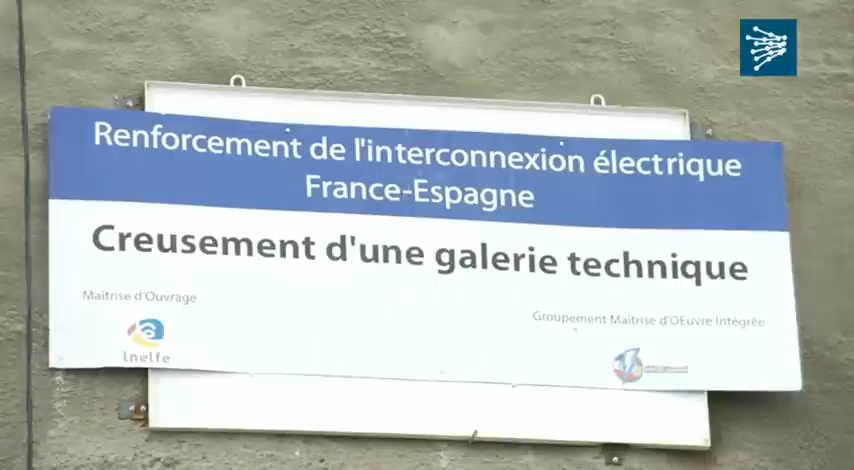 Renforcement de l'interconnexion électrique
France-Espagne
Creusement d'une galerie technique
Maîtrise d'Ouvrage
Groupement Maîtrise d'OEuvre Intégrée
Inelfe